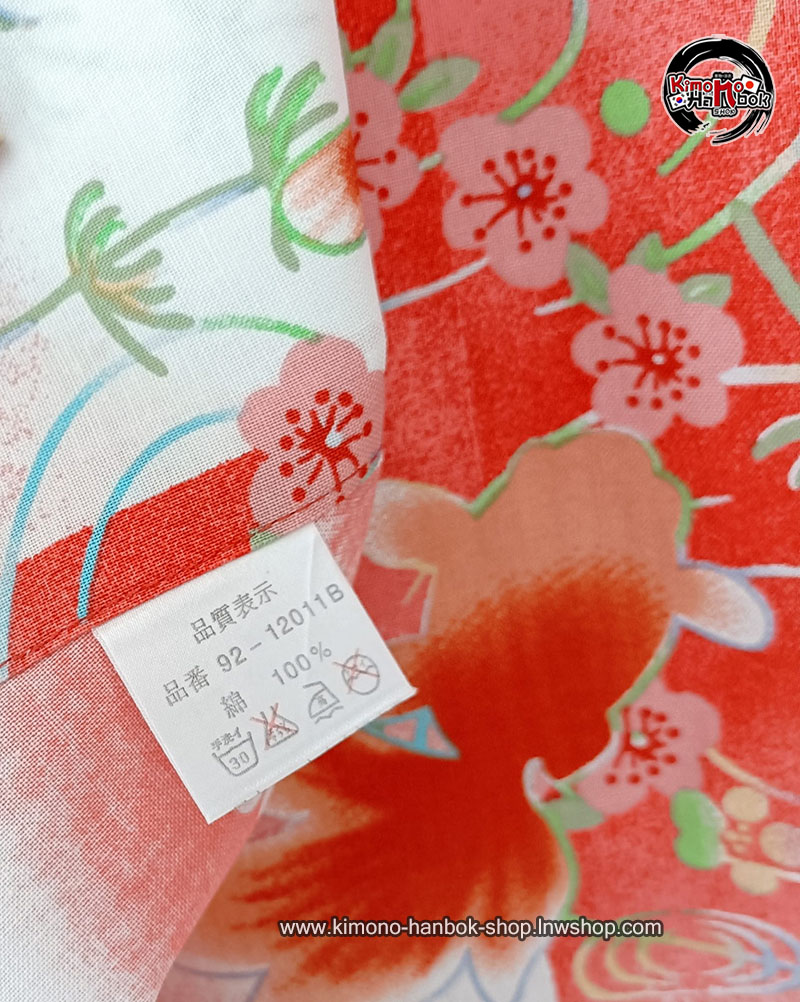 Kimono
HaNbok
SHOP
品質表示
品番 92-12011B
綿 100%
手洗イ
30
www.kimono-hanbok-shop.lnwshop.com